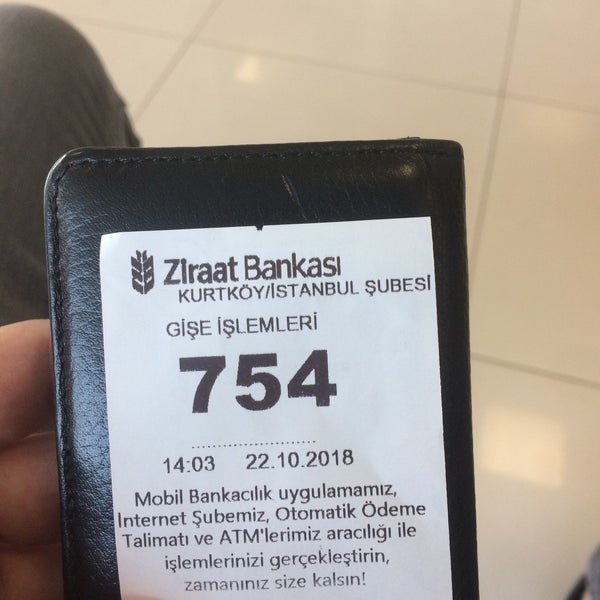 Ziraat Bankası
KURTKÖY/İSTANBUL ŞUBESİ
GİŞE İŞLEMLERİ
754
14:03 22.10.2018
Mobil Bankacılık uygulamamız,
Internet Şubemiz, Otomatik Ödeme
Talimatı ve ATM'lerimiz aracılığı ile
işlemlerinizi gerçekleştirin,
zamanınız size kalsın!